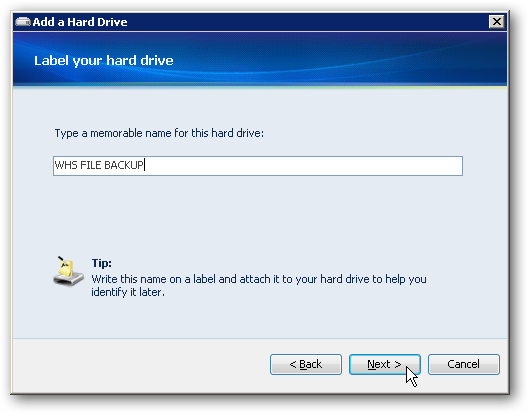 Add a Hard Drive
Label your hard drive
Type a memorable name for this hard drive:
WHS FILE BACKUP
Tip:
Write this name on a label and attach it to your hard drive to help you
identify it later.
< Back
Next >
Cancel